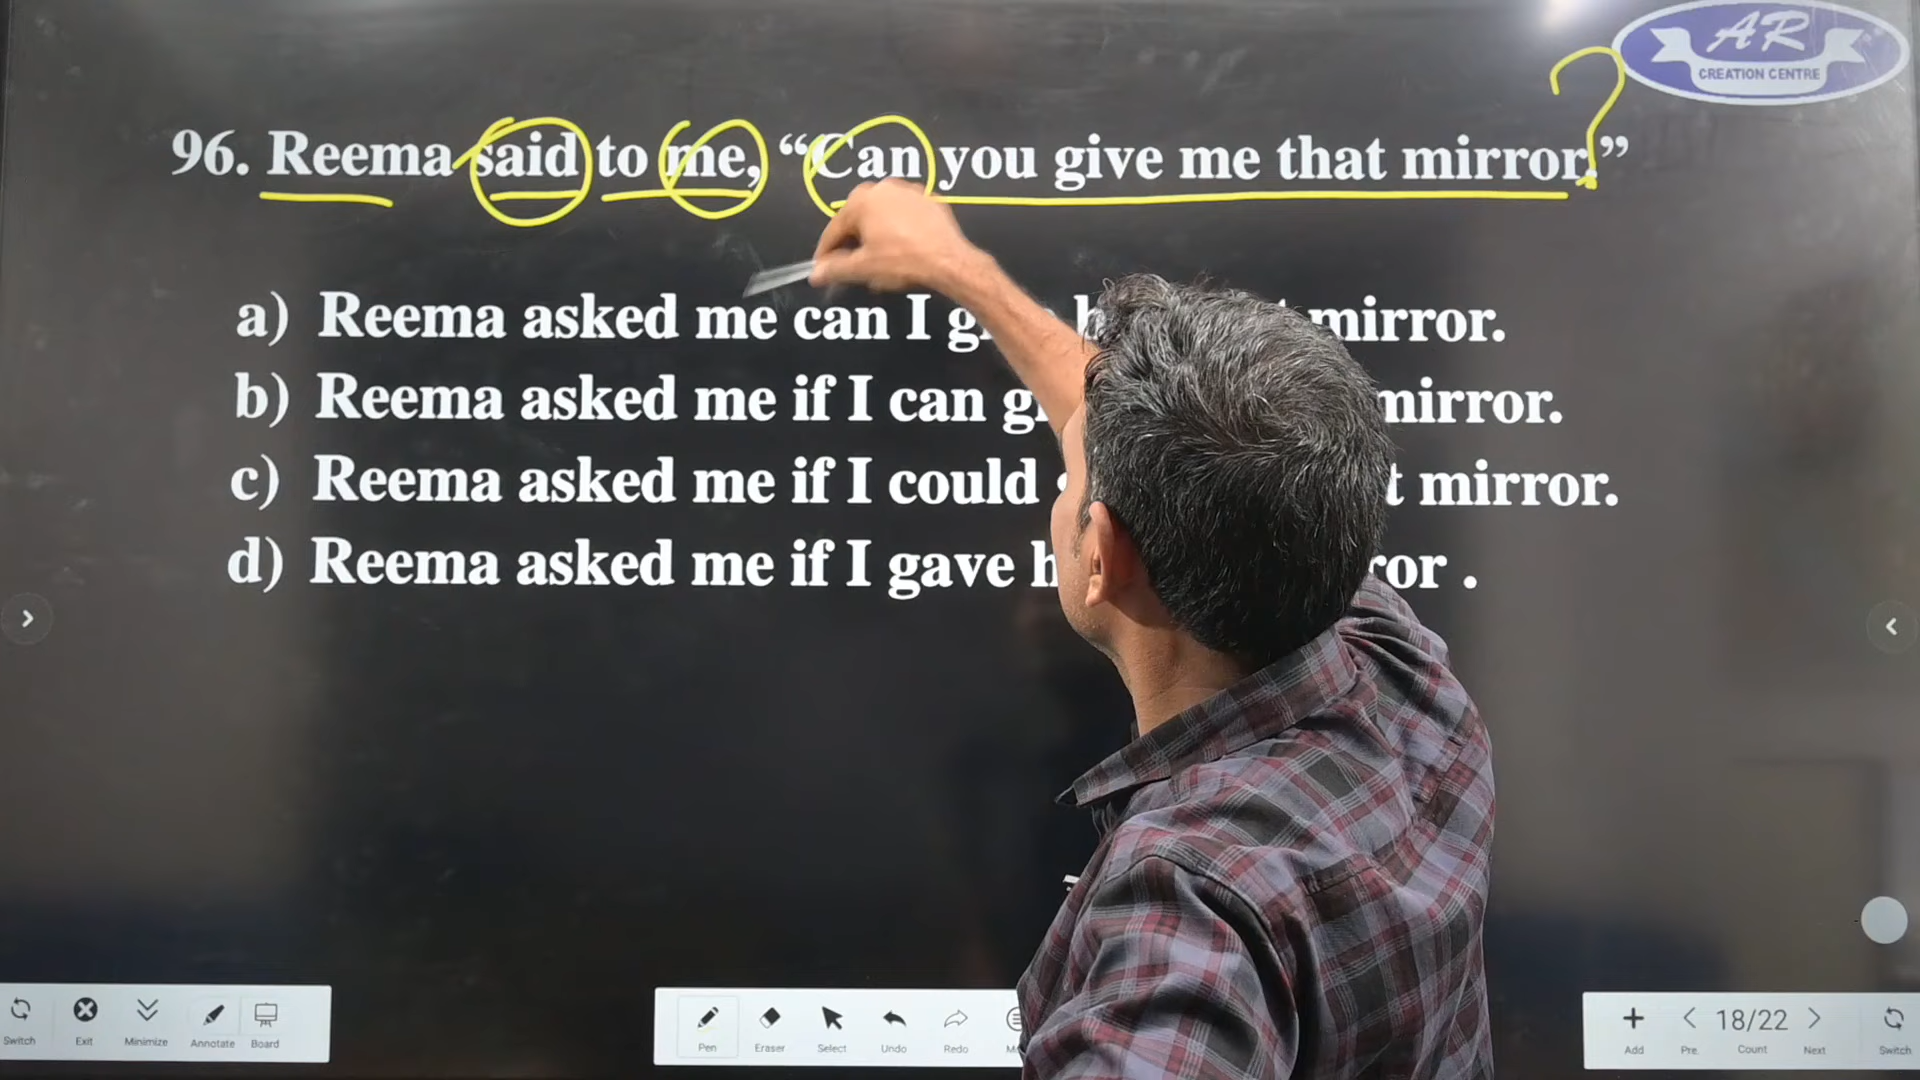 AR
CREATION CENTRE
96. Reema said to me, “Can you give me that mirror.”
?
a) Reema asked me can I mirror.
b) Reema asked me if I can mirror.
c) Reema asked me if I could mirror.
d) Reema asked me if I gave .
Switch Exit Minimize Annotate Board
Pen Eraser Select Undo Redo
18/22
Add Pre. Count Next Switch